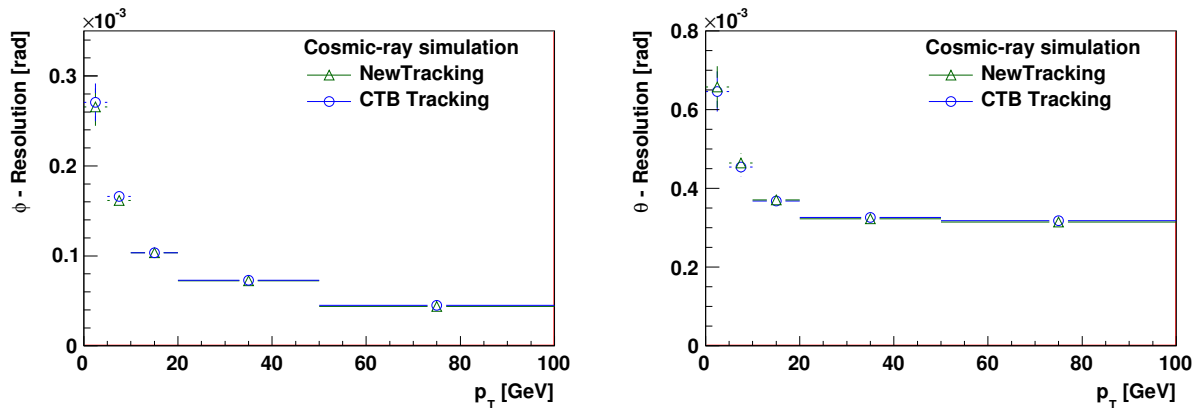 ×10⁻³
φ - Resolution [rad]
Cosmic-ray simulation
NewTracking
CTB Tracking
0.3
0.2
0.1
0
0 20 40 60 80 100
p_T [GeV]
×10⁻³
θ - Resolution [rad]
Cosmic-ray simulation
NewTracking
CTB Tracking
0.8
0.6
0.4
0.2
0
0 20 40 60 80 100
p_T [GeV]